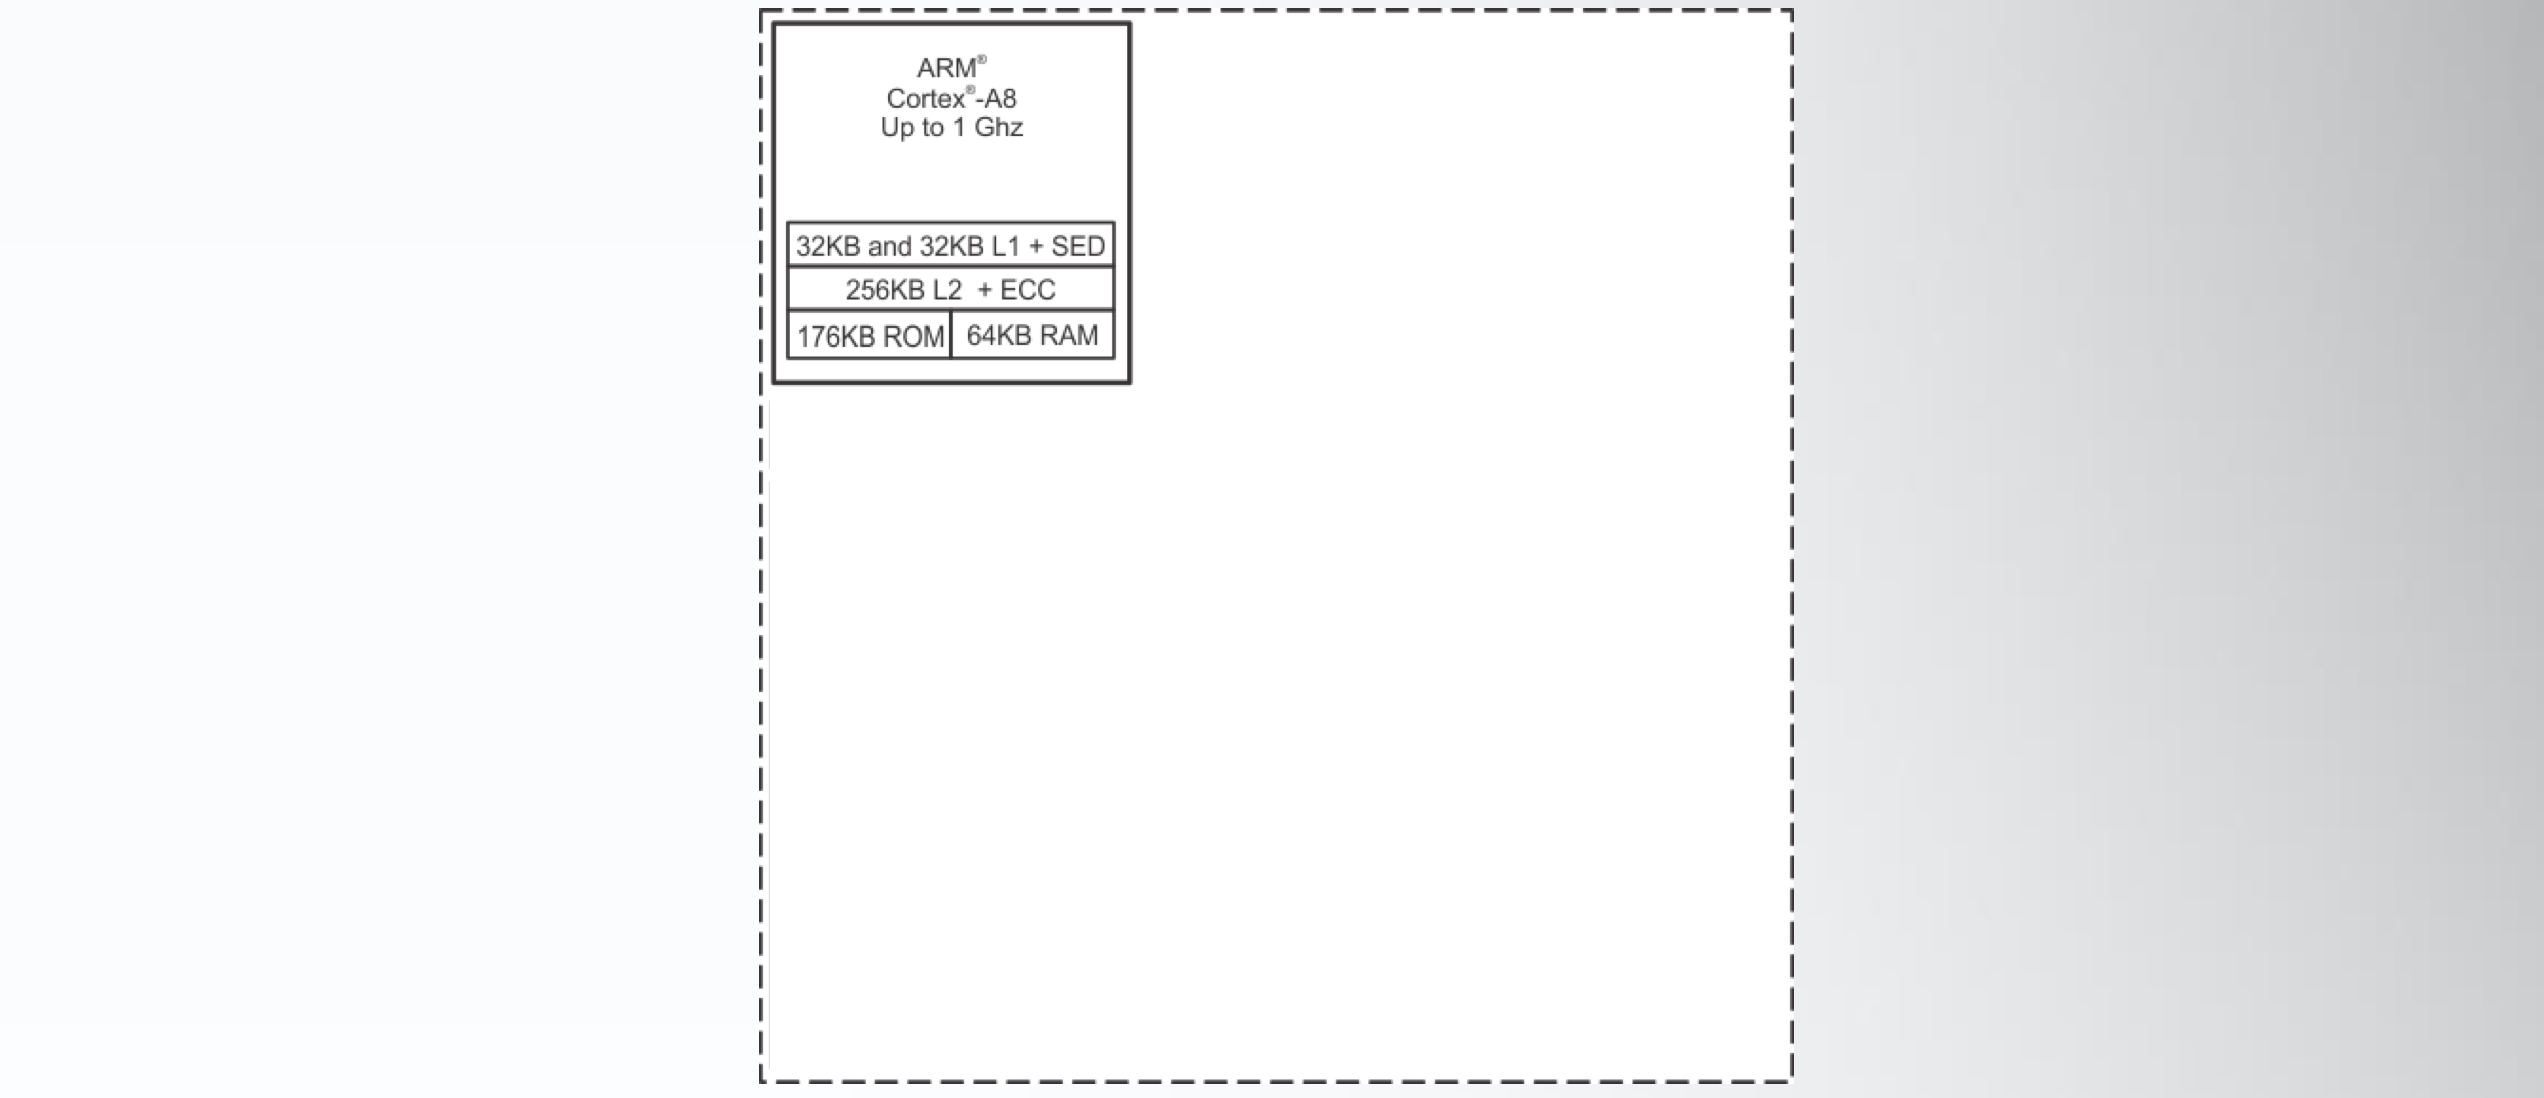 ARM®
Cortex®-A8
Up to 1 Ghz
32KB and 32KB L1 + SED
256KB L2 + ECC
176KB ROM 64KB RAM